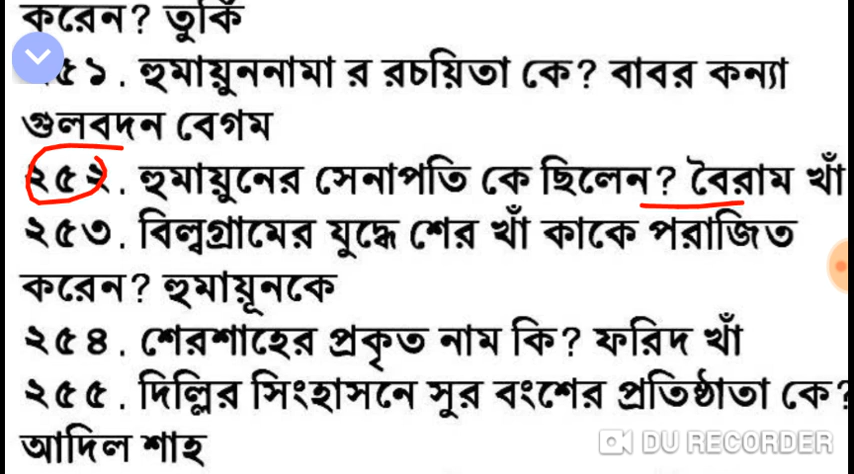 করেন? তুর্কি
২৫১. হুমায়ুননামা র রচয়িতা কে? বাবর কন্যা
গুলবদন বেগম
২৫২. হুমায়ুনের সেনাপতি কে ছিলেন? বৈরাম খাঁ
২৫৩. বিল্বগ্রামের যুদ্ধে শের খাঁ কাকে পরাজিত
করেন? হুমায়ূনকে
২৫৪. শেরশাহের প্রকৃত নাম কি? ফরিদ খাঁ
২৫৫. দিল্লির সিংহাসনে সুর বংশের প্রতিষ্ঠাতা কে?
আদিল শাহ
DU RECORDER